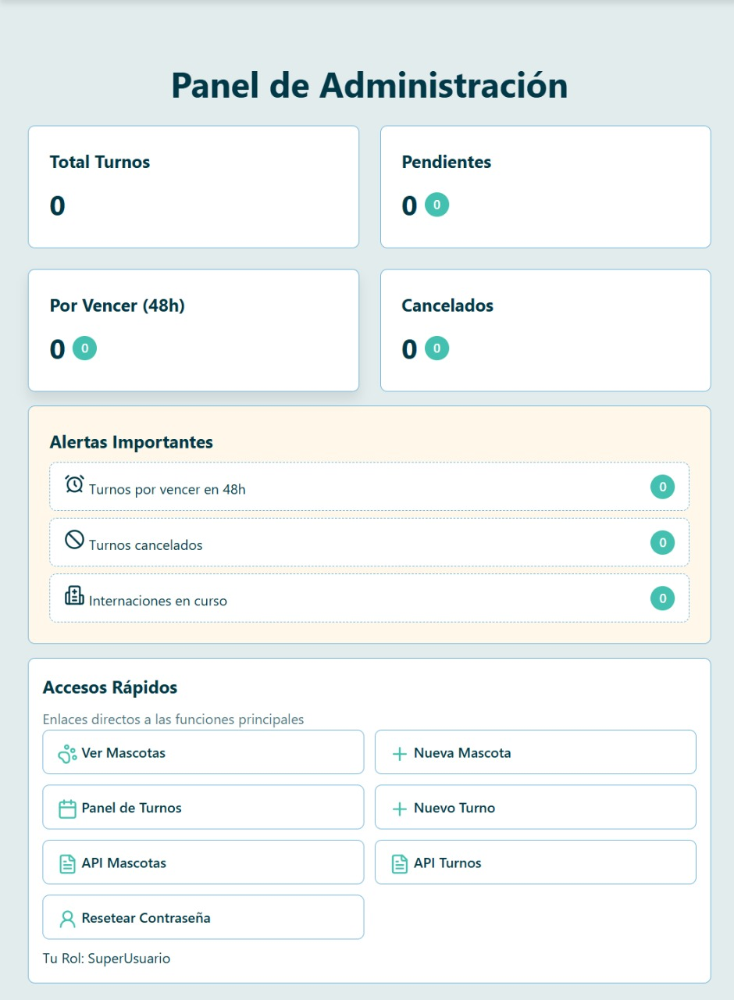 Panel de Administración
Total Turnos
0
Pendientes
0 0
Por Vencer (48h)
0 0
Cancelados
0 0
Alertas Importantes
Turnos por vencer en 48h 0
Turnos cancelados 0
Internaciones en curso 0
Accesos Rápidos
Enlaces directos a las funciones principales
Ver Mascotas
Nueva Mascota
Panel de Turnos
Nuevo Turno
API Mascotas
API Turnos
Resetear Contraseña
Tu Rol: SuperUsuario